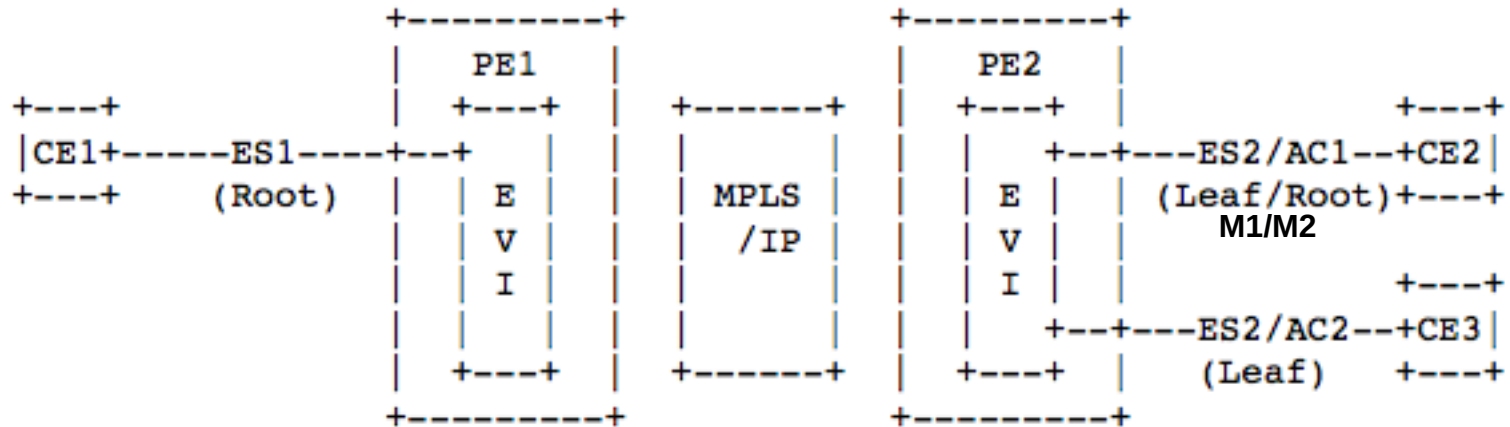 +---------+ +---------+
| PE1 | | PE2 |
+---+ | +---+ | +------+ | +---+ | +---+
|CE1+-----ES1----+--+ | | | | | | +--+---ES2/AC1--+CE2|
+---+ (Root) | | E | | | MPLS | | | E | | (Leaf/Root)+---+
| | V | | | /IP | | | V | | M1/M2
| | I | | | | | | I | | +---+
| | | | | | | | +--+---ES2/AC2--+CE3|
| +---+ | +------+ | +---+ | (Leaf) +---+
+---------+ +---------+